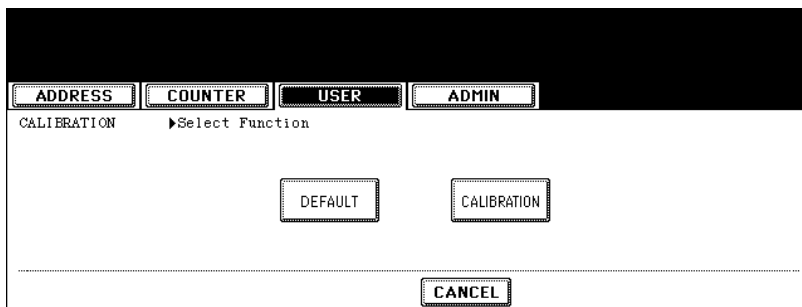 ADDRESS COUNTER USER ADMIN
CALIBRATION ▶Select Function
DEFAULT CALIBRATION
CANCEL